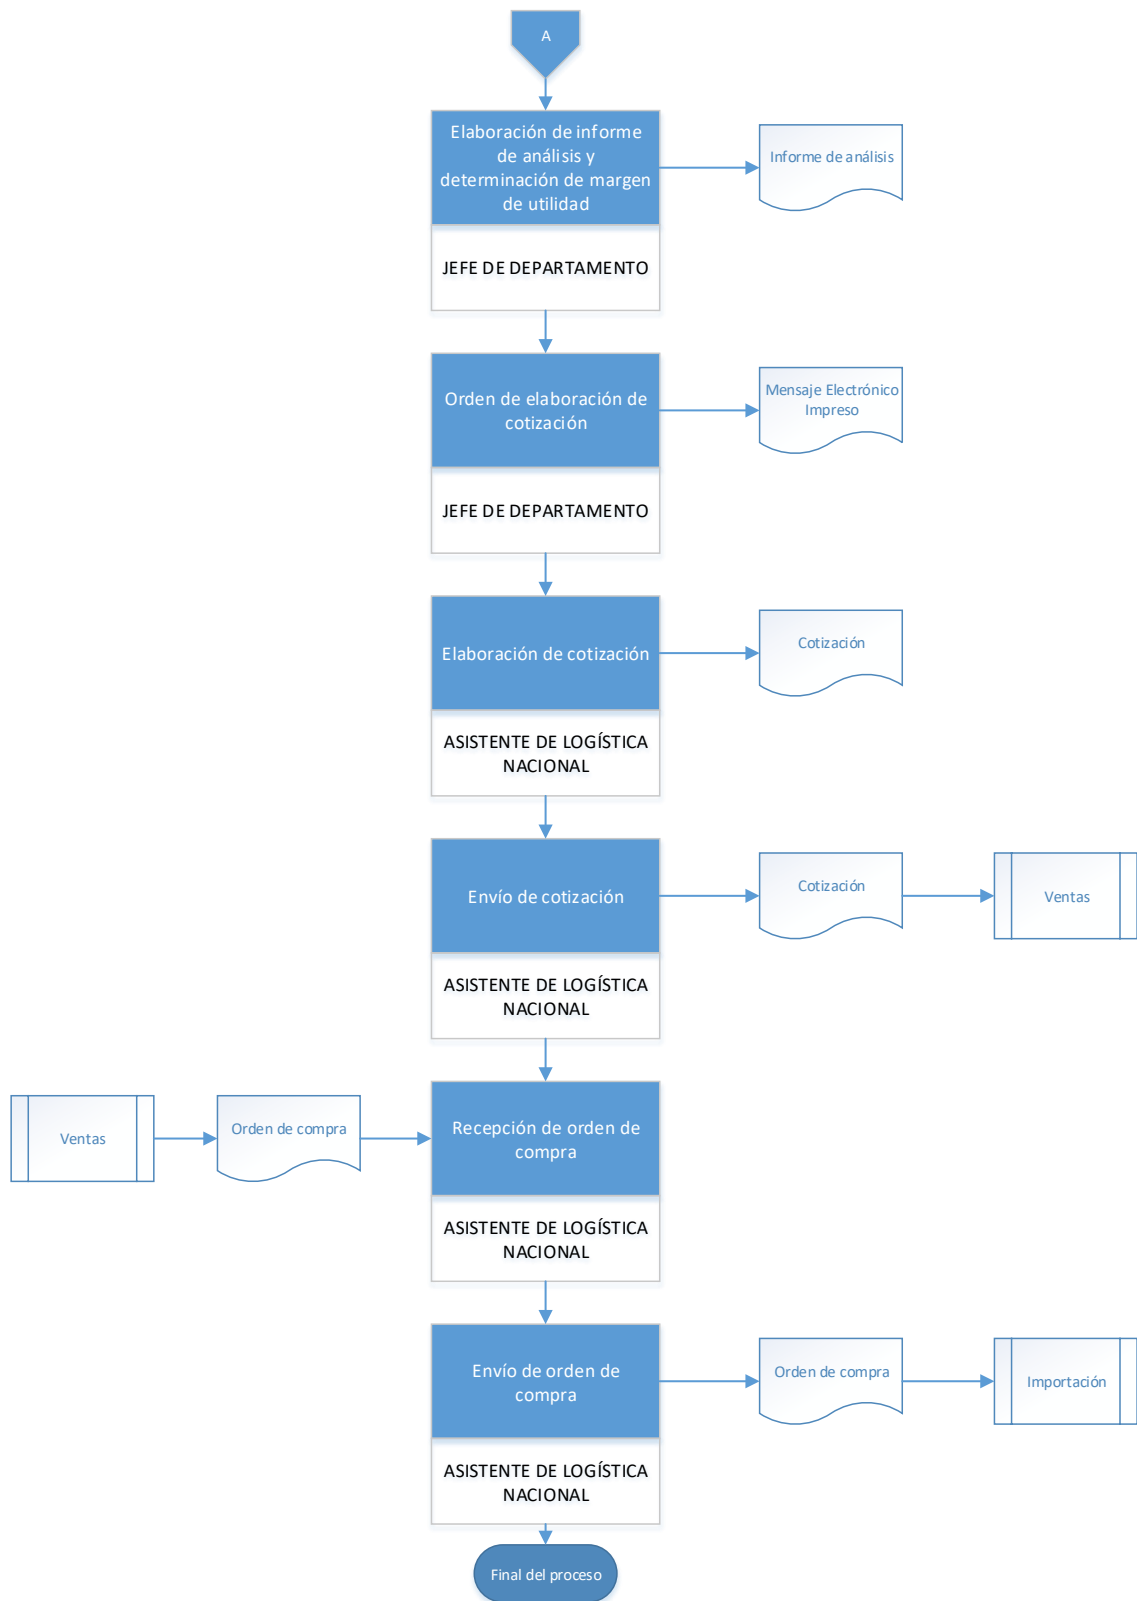 A
Elaboración de informe
de análisis y
determinación de margen
de utilidad
Informe de análisis
JEFE DE DEPARTAMENTO
Orden de elaboración de
cotización
Mensaje Electrónico
Impreso
JEFE DE DEPARTAMENTO
Elaboración de cotización
Cotización
ASISTENTE DE LOGÍSTICA
NACIONAL
Envío de cotización
Cotización
Ventas
ASISTENTE DE LOGÍSTICA
NACIONAL
Ventas
Orden de compra
Recepción de orden de
compra
ASISTENTE DE LOGÍSTICA
NACIONAL
Envío de orden de
compra
Orden de compra
Importación
ASISTENTE DE LOGÍSTICA
NACIONAL
Final del proceso